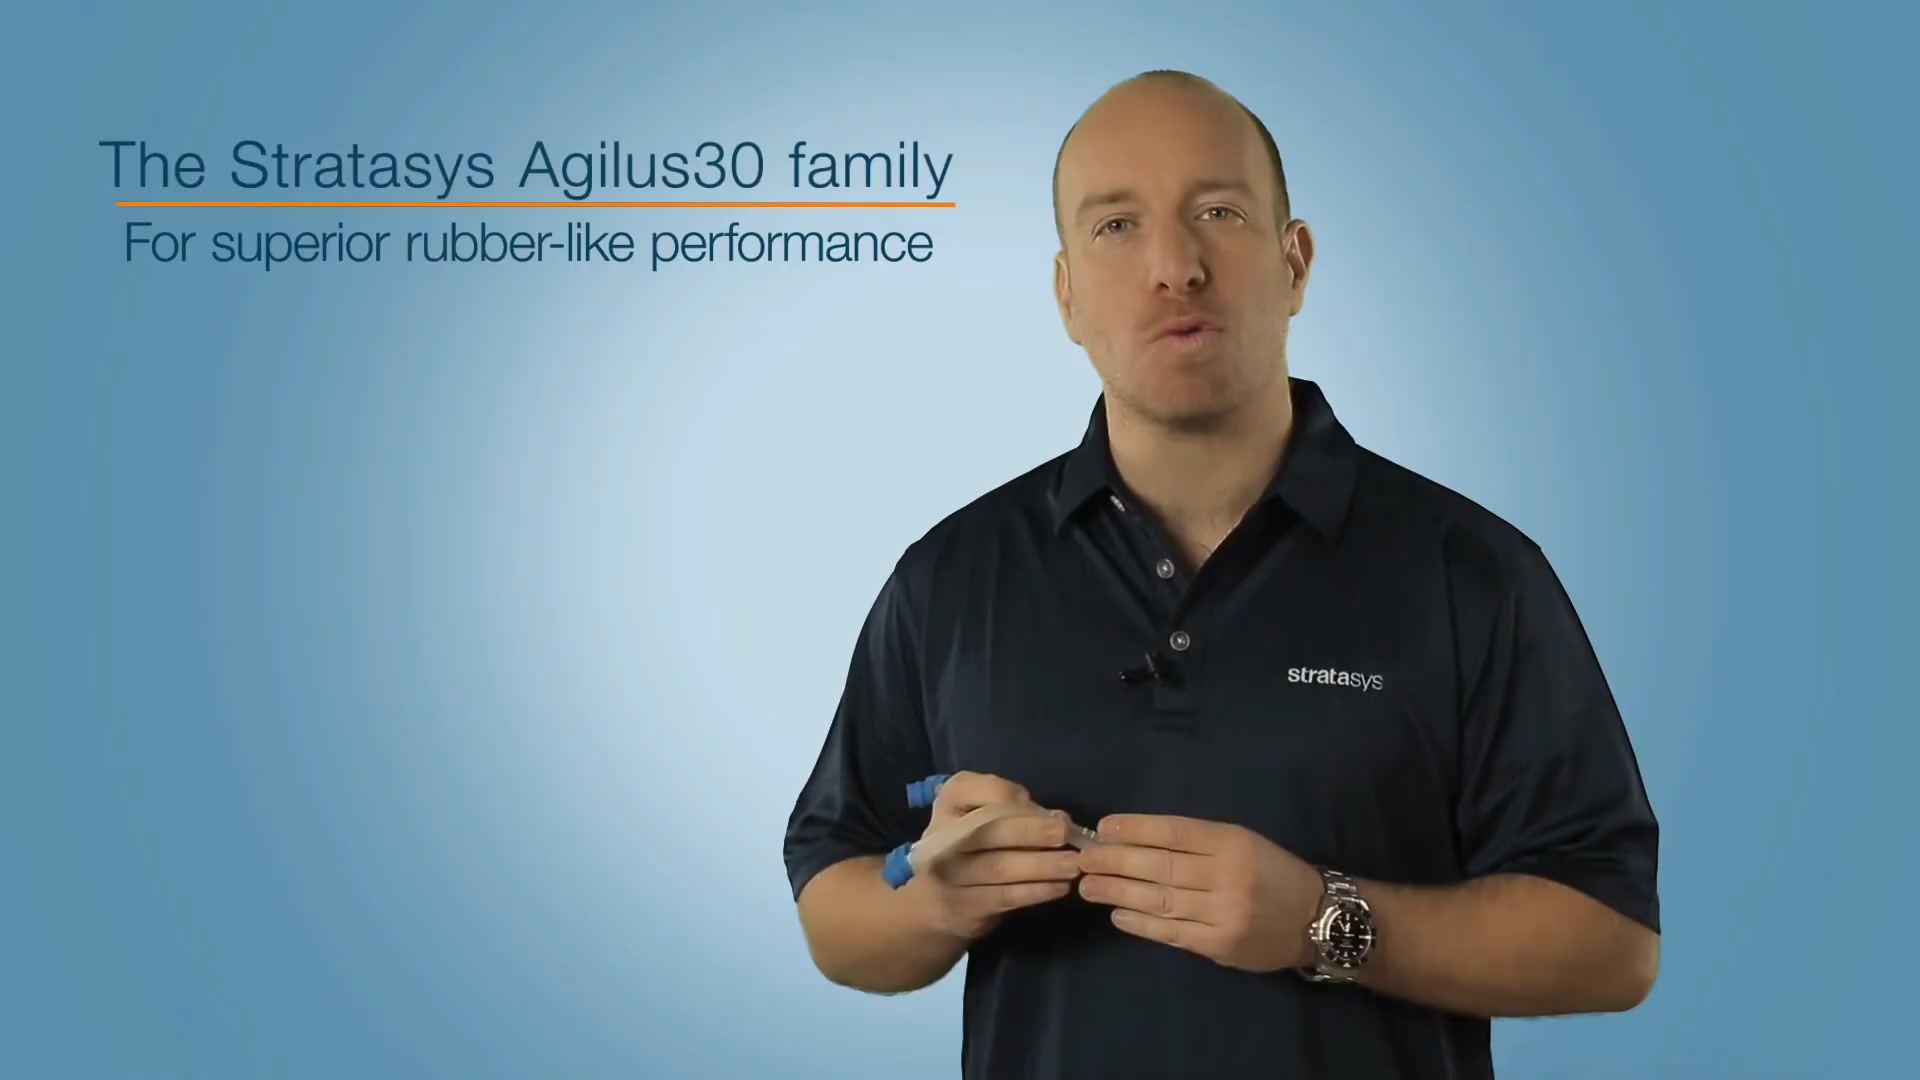 The Stratasys Agilus30 family
For superior rubber-like performance
stratasys